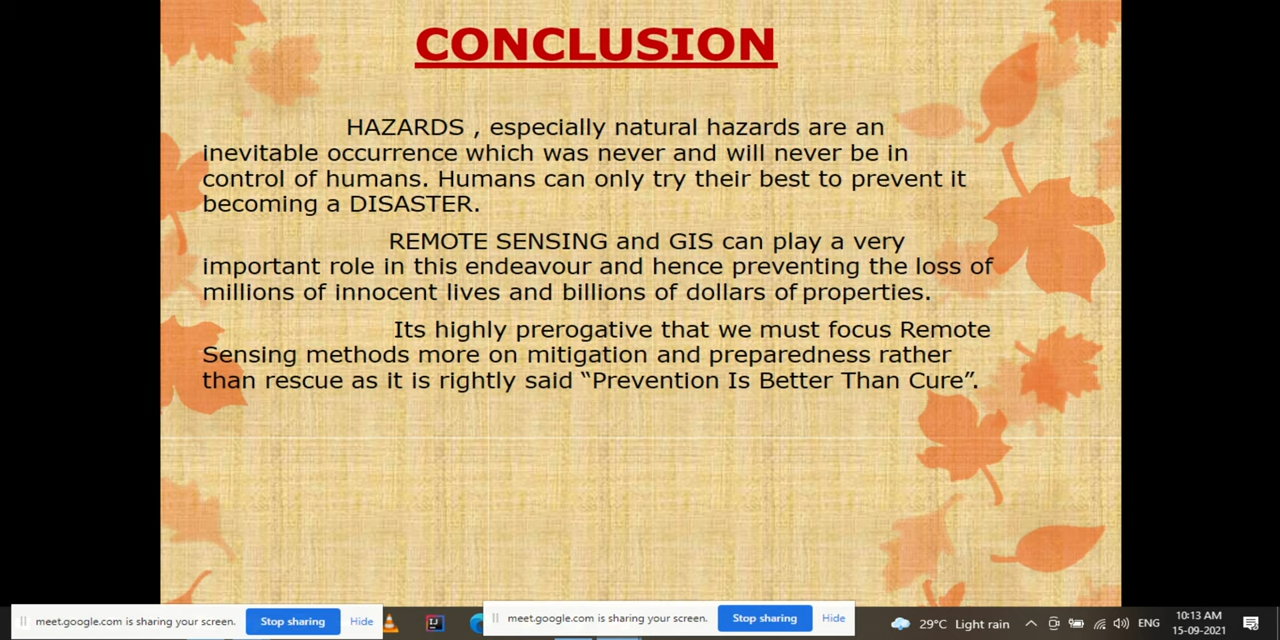 CONCLUSION
HAZARDS , especially natural hazards are an
inevitable occurrence which was never and will never be in
control of humans. Humans can only try their best to prevent it
becoming a DISASTER.
REMOTE SENSING and GIS can play a very
important role in this endeavour and hence preventing the loss of
millions of innocent lives and billions of dollars of properties.
Its highly prerogative that we must focus Remote
Sensing methods more on mitigation and preparedness rather
than rescue as it is rightly said “Prevention Is Better Than Cure”.
meet.google.com is sharing your screen. Stop sharing Hide
meet.google.com is sharing your screen. Stop sharing Hide
29°C Light rain
ENG
10:13 AM
15-09-2021